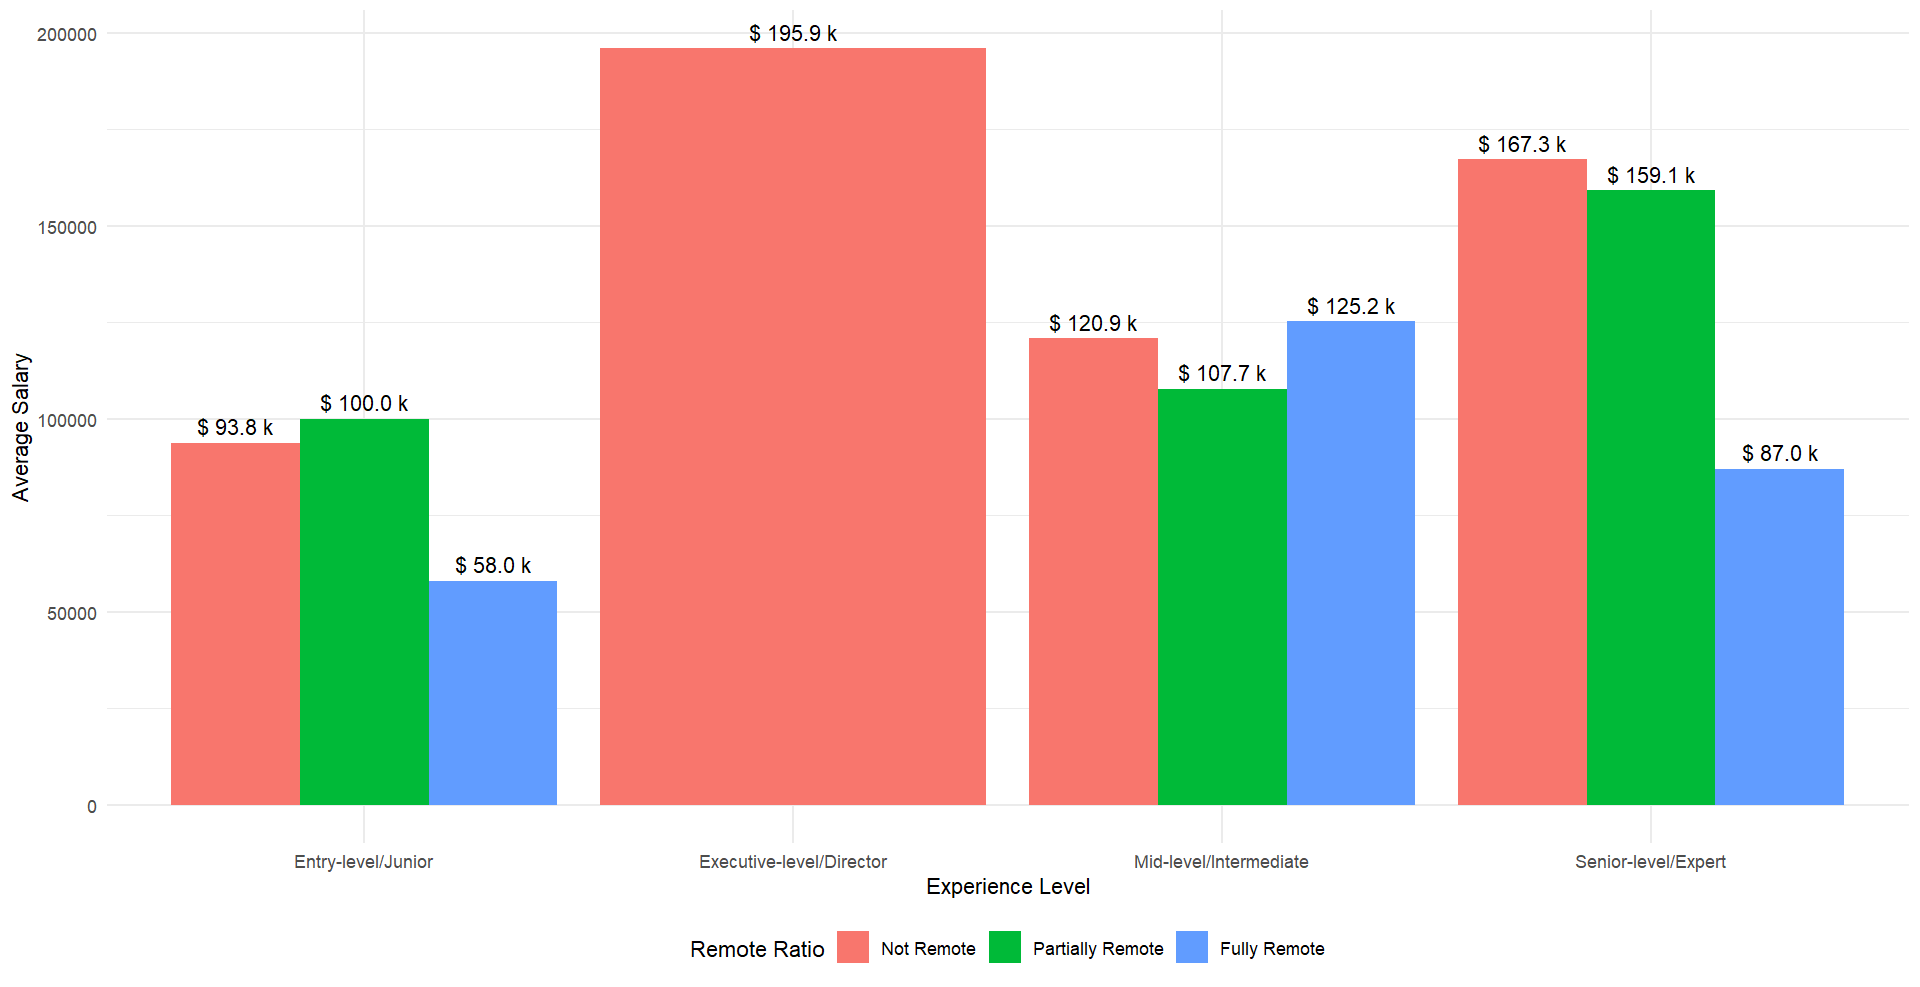 200000
150000
100000
50000
0
Average Salary
$ 93.8 k
$ 100.0 k
$ 58.0 k
$ 195.9 k
$ 120.9 k
$ 107.7 k
$ 125.2 k
$ 167.3 k
$ 159.1 k
$ 87.0 k
Entry-level/Junior
Executive-level/Director
Mid-level/Intermediate
Senior-level/Expert
Experience Level
Remote Ratio
Not Remote
Partially Remote
Fully Remote